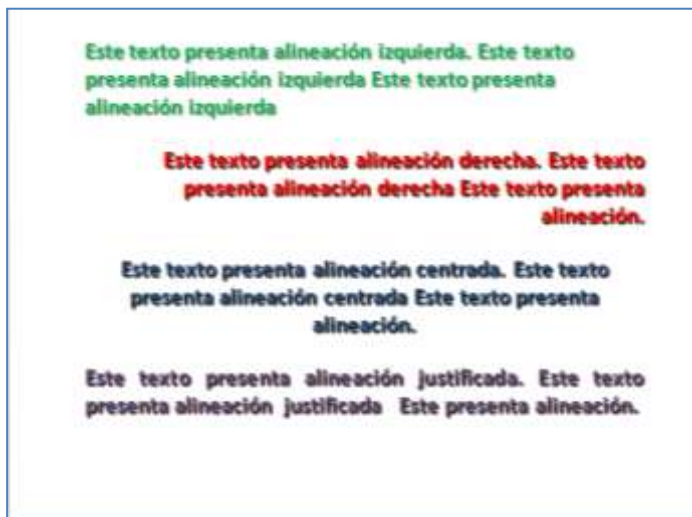 Este texto presenta alineación izquierda. Este texto
presenta alineación izquierda Este texto presenta
alineación izquierda
Este texto presenta alineación derecha. Este texto
presenta alineación derecha Este texto presenta
alineación.
Este texto presenta alineación centrada. Este texto
presenta alineación centrada Este texto presenta
alineación.
Este texto presenta alineación justificada. Este texto
presenta alineación justificada Este presenta alineación.